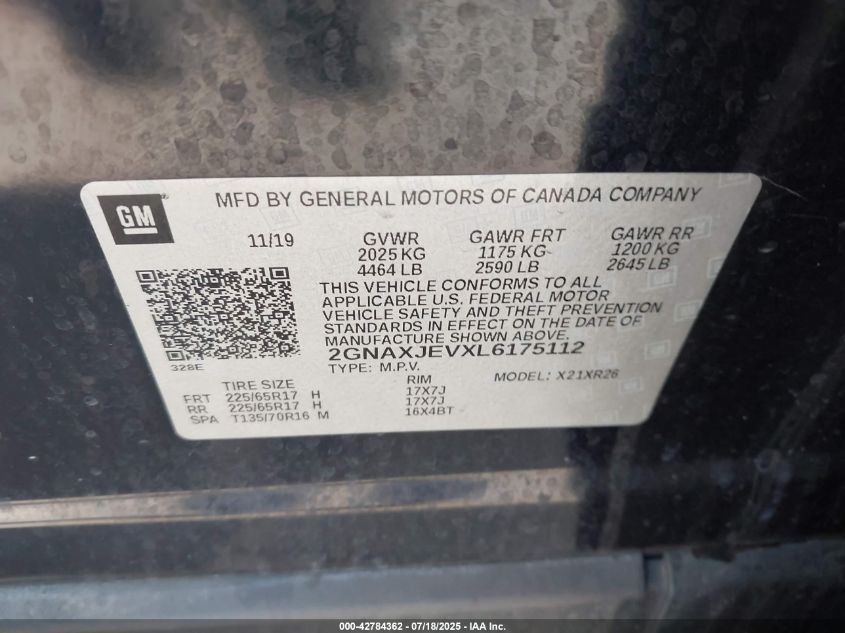 GM
MFD BY GENERAL MOTORS OF CANADA COMPANY
11/19 GVWR GAWR FRT GAWR RR
2025 KG 1175 KG 1200 KG
4464 LB 2590 LB 2645 LB
THIS VEHICLE CONFORMS TO ALL
APPLICABLE U.S. FEDERAL MOTOR
VEHICLE SAFETY AND THEFT PREVENTION
STANDARDS IN EFFECT ON THE DATE OF
MANUFACTURE SHOWN ABOVE.
2GNAXJEVXL6175112
328E
TYPE: M.P.V. MODEL: X21XR26
TIRE SIZE RIM
FRT 225/65R17 H 17X7J
RR 225/65R17 H 17X7J
SPA T135/70R16 M 16X4BT
000-42784362 - 07/18/2025 - IAA Inc.